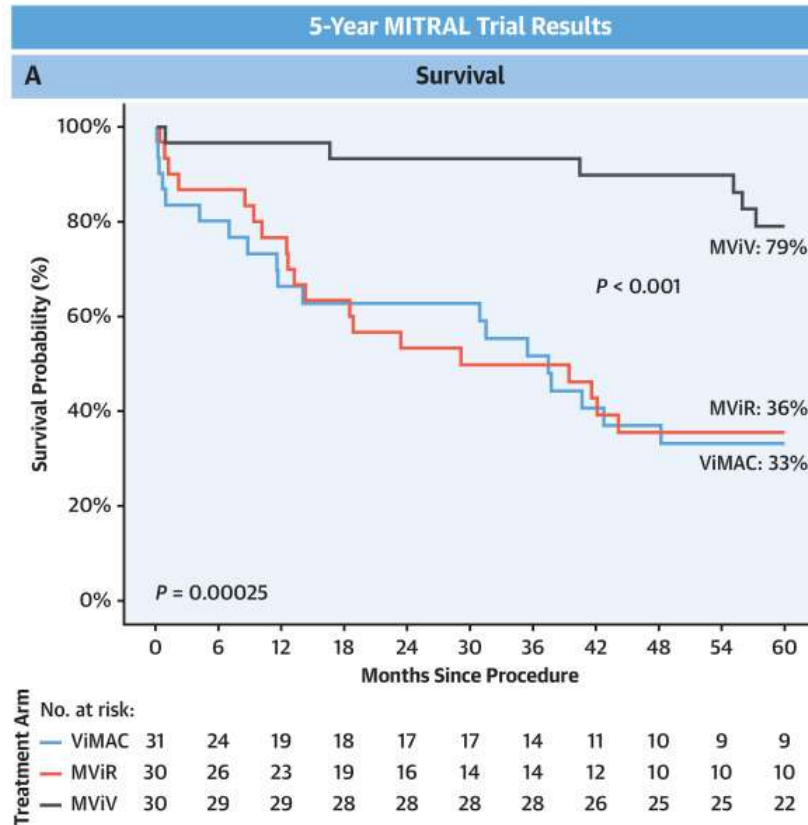 5-Year MITRAL Trial Results
A Survival
100%
80%
60%
40%
20%
0%
Survival Probability (%)
MViV: 79%
P < 0.001
MViR: 36%
ViMAC: 33%
P = 0.00025
0 6 12 18 24 30 36 42 48 54 60
Months Since Procedure
Treatment Arm
No. at risk:
ViMAC 31 24 19 18 17 17 14 11 10 9 9
MViR 30 26 23 19 16 14 14 12 10 10 10
MViV 30 29 29 28 28 28 28 26 25 25 22